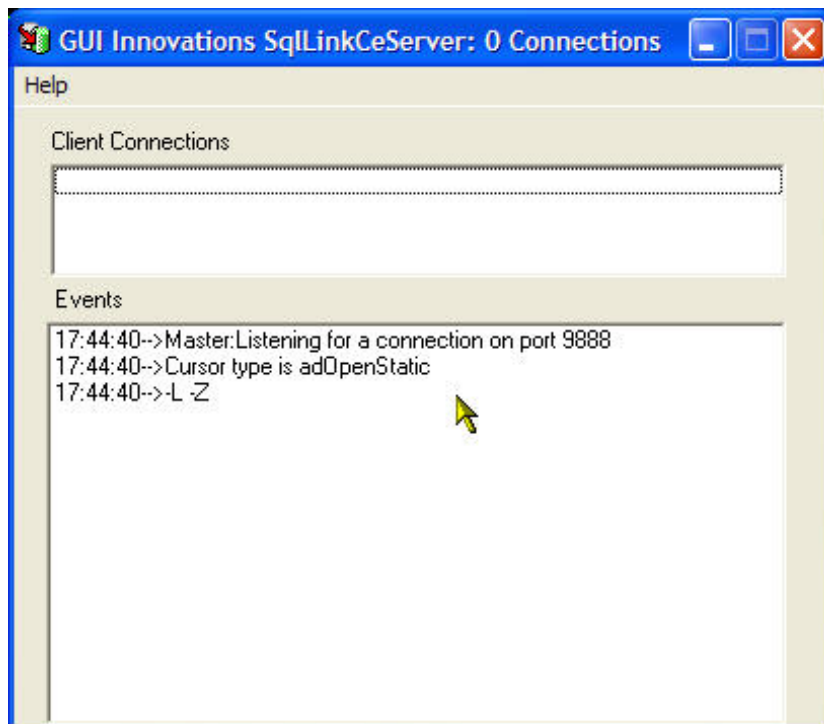 GUI Innovations SqlLinkCeServer: 0 Connections
Help
Client Connections
Events
17:44:40-->Master:Listening for a connection on port 9888
17:44:40-->Cursor type is adOpenStatic
17:44:40-->-L -Z